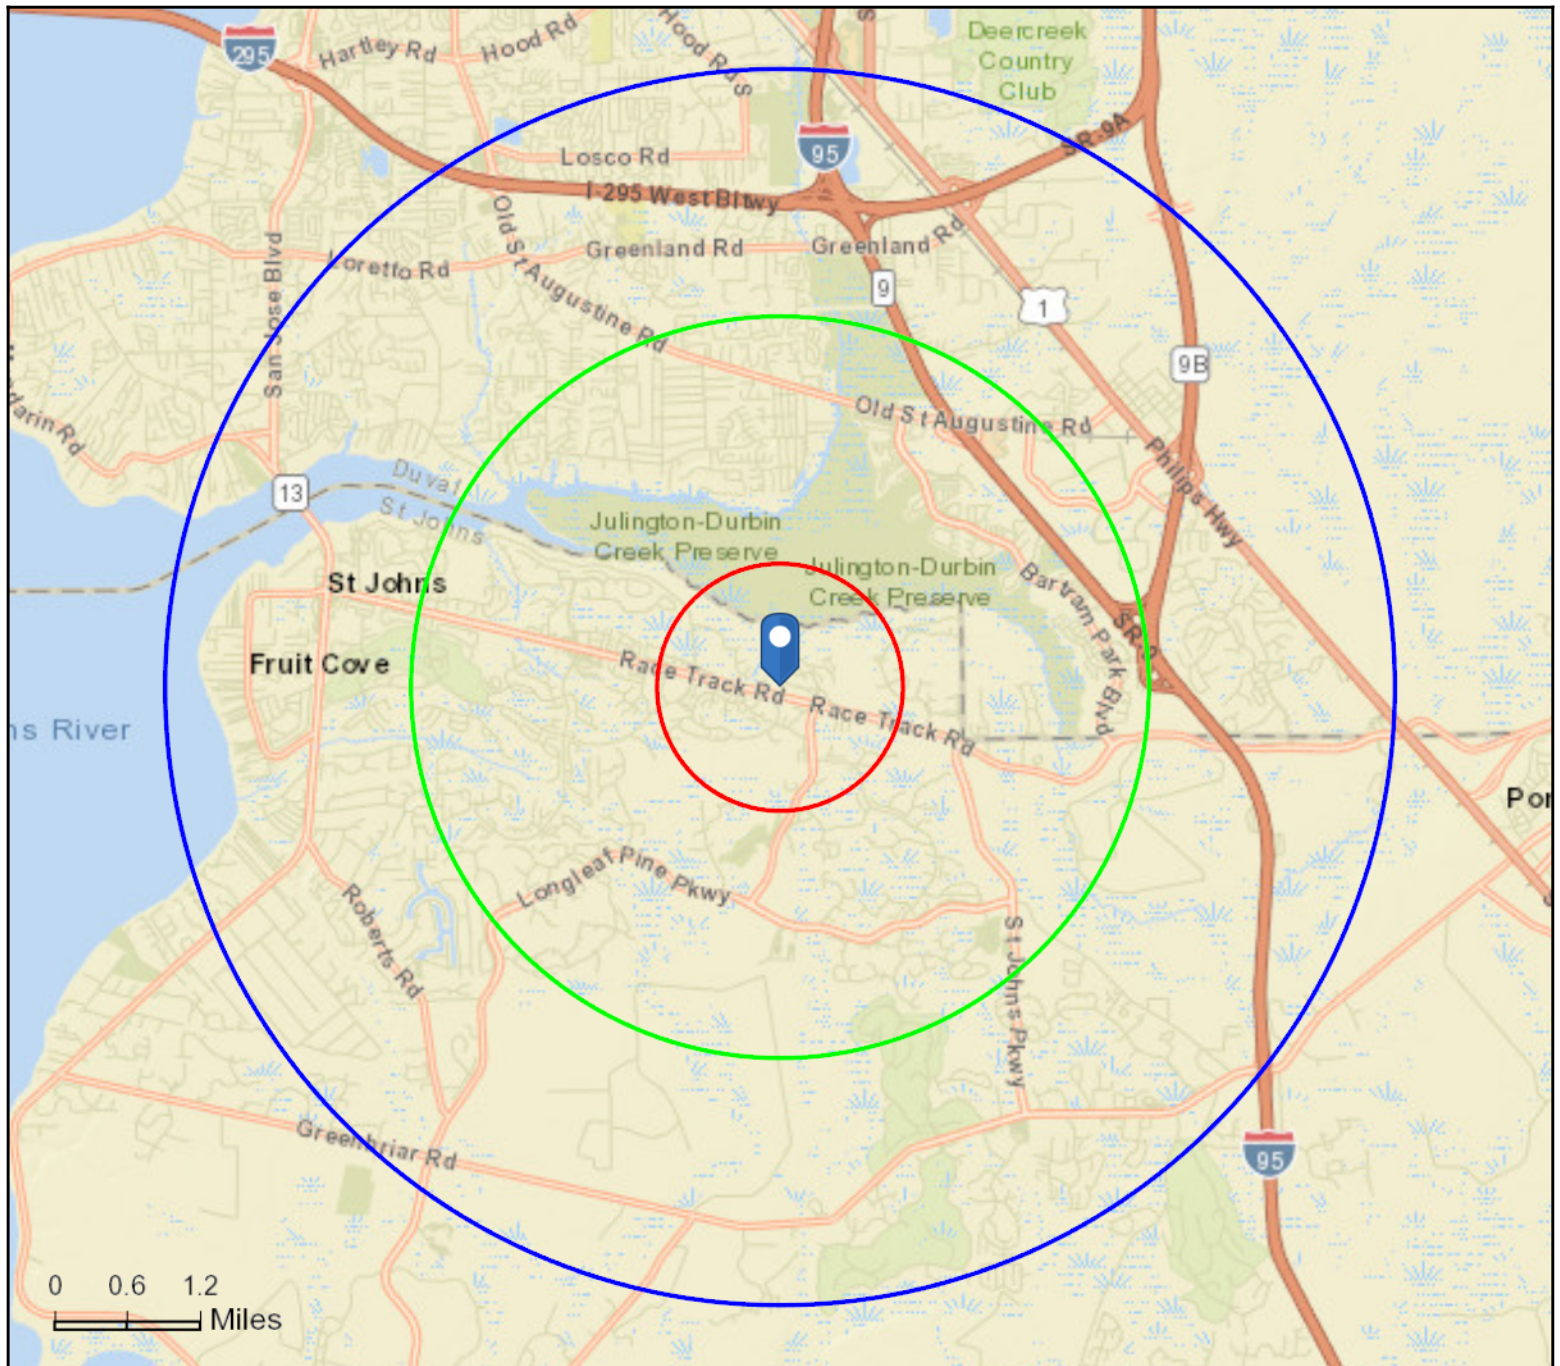 295
Hartley Rd
Hood Rd
Hood Rd S
S
Deercreek
Country
Club
95
SR-9A
Losco Rd
I-295 West Bltwy
Old St Augustine Rd
Greenland Rd
Greenland Rd
San Jose Blvd
Loretto Rd
9
1
9B
Old St Augustine Rd
darin Rd
Philips Hwy
13
Duval
St Johns
Julington-Durbin
Creek Preserve
Julington-Durbin
Creek Preserve
St Johns
Bartram Park Blvd
SR-9
Fruit Cove
Race Track Rd
Race Track Rd
ns River
Por
Longleaf Pine Pkwy
Roberts Rd
St Johns Pkwy
Greenbriar Rd
95
0 0.6 1.2
Miles